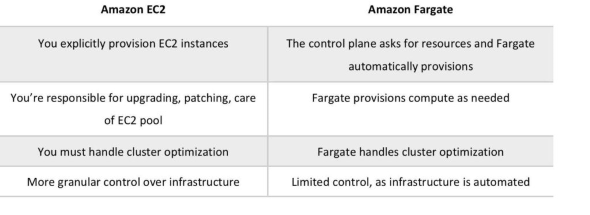 Amazon EC2 Amazon Fargate
You explicitly provision EC2 instances The control plane asks for resources and Fargate
automatically provisions
You’re responsible for upgrading, patching, care Fargate provisions compute as needed
of EC2 pool
You must handle cluster optimization Fargate handles cluster optimization
More granular control over infrastructure Limited control, as infrastructure is automated